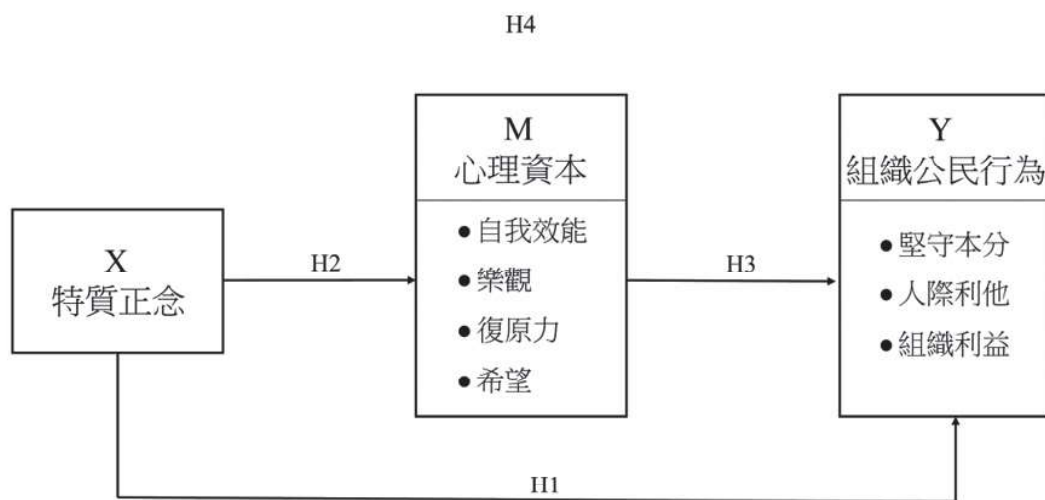 H4
X
特質正念
H2
M
心理資本
●自我效能
●樂觀
●復原力
●希望
H3
Y
組織公民行為
●堅守本分
●人際利他
●組織利益
H1